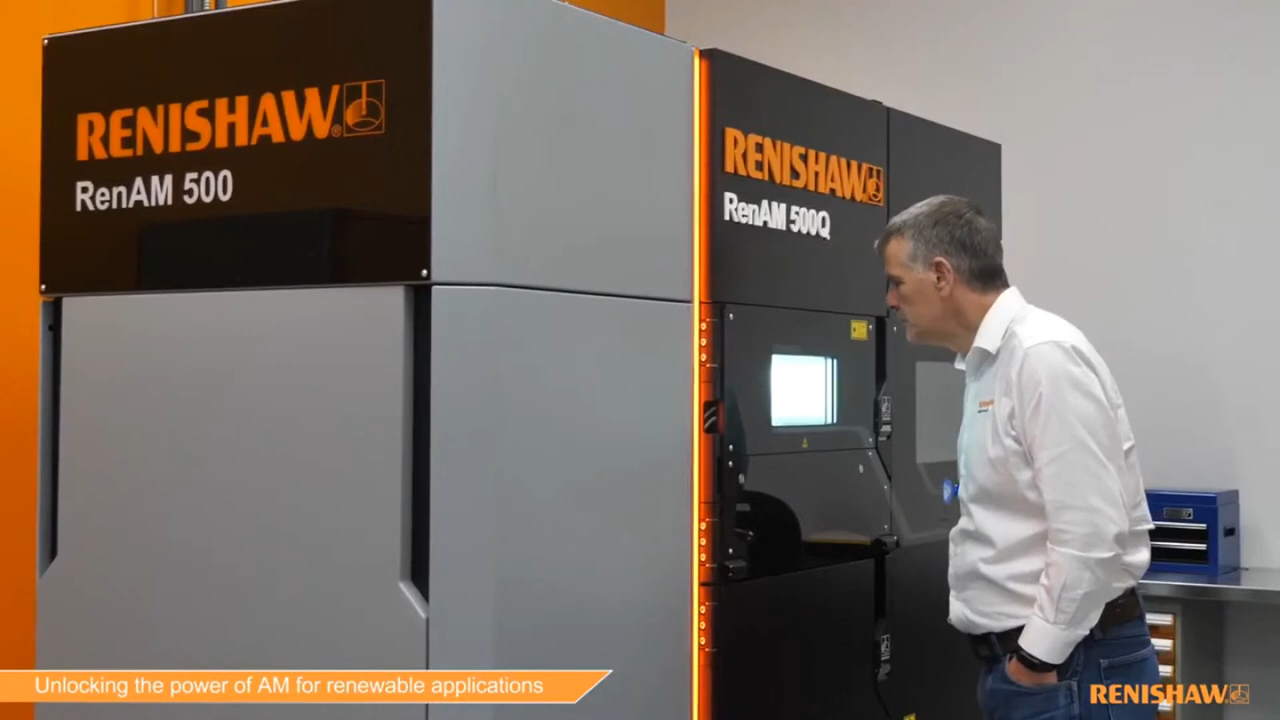 RENISHAW®
RenAM 500
RENISHAW
RenAM 500Q
Unlocking the power of AM for renewable applications
RENISHAW